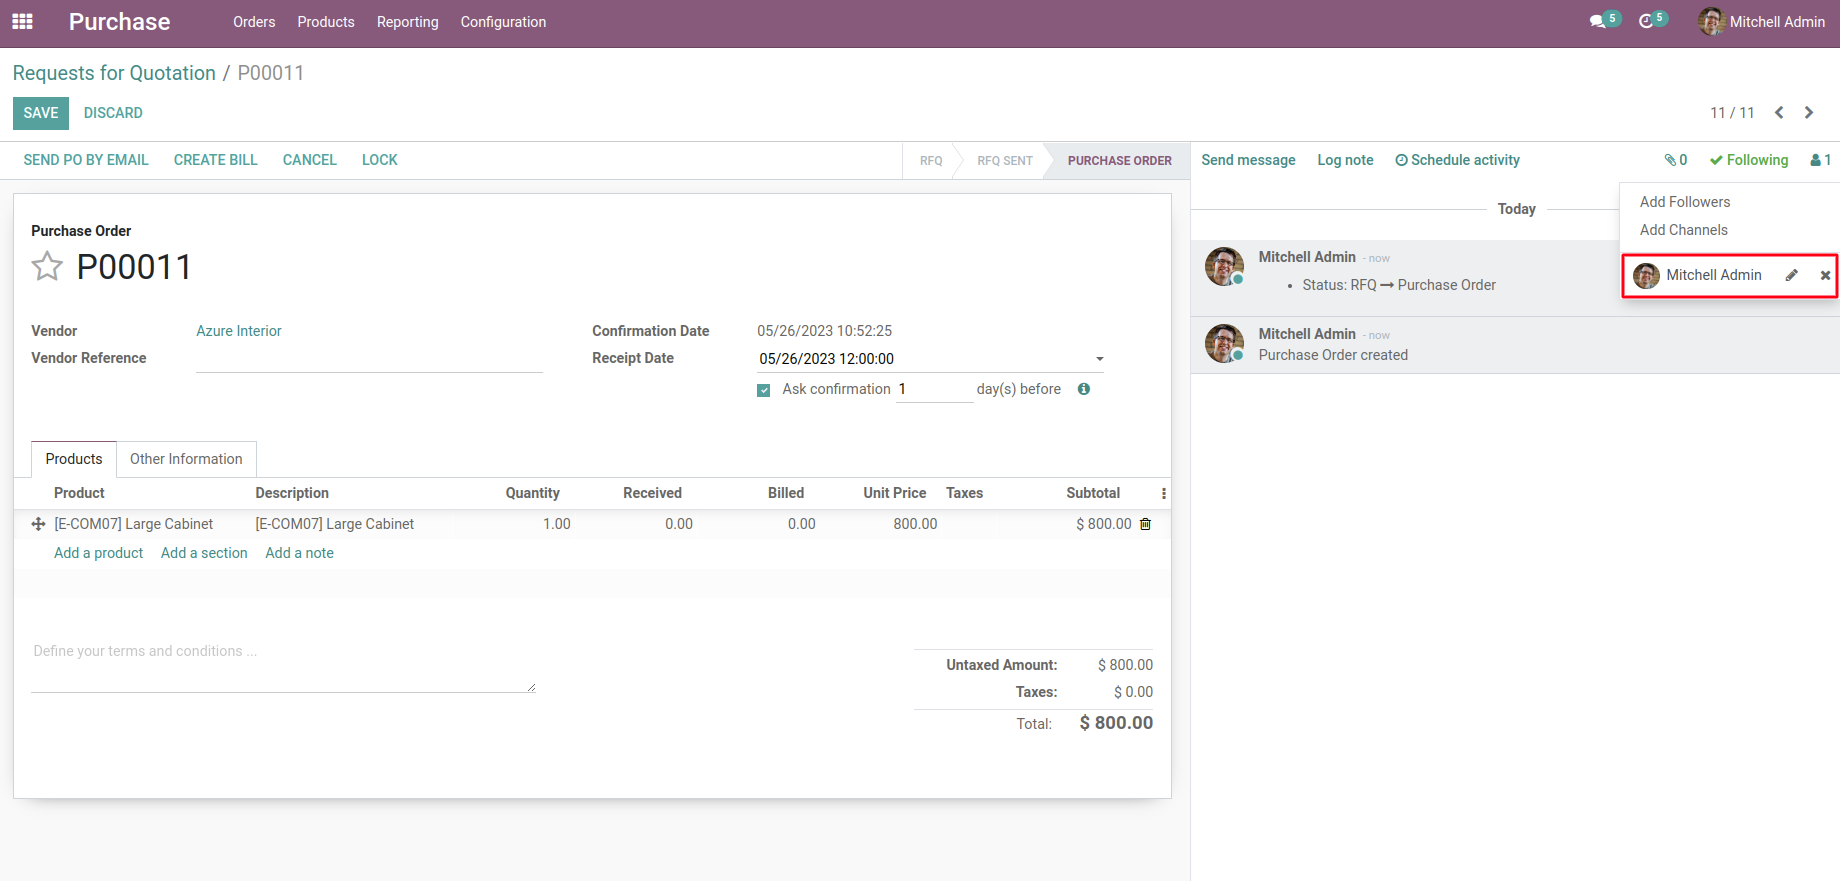 Purchase Orders Products Reporting Configuration 5 5 Mitchell Admin
Requests for Quotation / P00011
SAVE DISCARD 11 / 11
SEND PO BY EMAIL CREATE BILL CANCEL LOCK RFQ RFQ SENT PURCHASE ORDER
Send message Log note Schedule activity 0 Following 1
Add Followers
Add Channels
Mitchell Admin
Today
Mitchell Admin - now
• Status: RFQ → Purchase Order
Mitchell Admin - now
Purchase Order created
Purchase Order
P00011
Vendor Azure Interior
Vendor Reference
Confirmation Date 05/26/2023 10:52:25
Receipt Date 05/26/2023 12:00:00
Ask confirmation 1 day(s) before
Products Other Information
Product Description Quantity Received Billed Unit Price Taxes Subtotal
[E-COM07] Large Cabinet [E-COM07] Large Cabinet 1.00 0.00 0.00 800.00 $ 800.00
Add a product Add a section Add a note
Define your terms and conditions ...
Untaxed Amount: $ 800.00
Taxes: $ 0.00
Total: $ 800.00